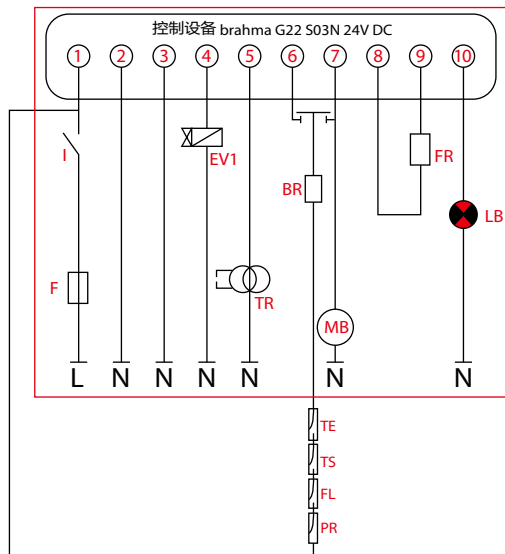 控制设备 brahma G22 S03N 24V DC
1 2 3 4 5 6 7 8 9 10
I
EV1
BR
FR
LB
F
TR
MB
L N N N N N N
TE
TS
FL
PR